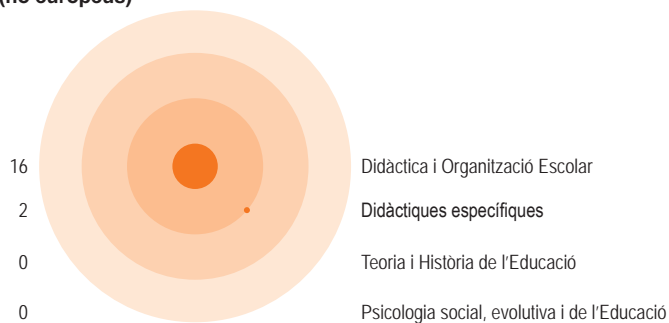 (no europeus)
16 Didàctica i Organització Escolar
2 Didàctiques específiques
0 Teoria i Història de l'Educació
0 Psicologia social, evolutiva i de l'Educació